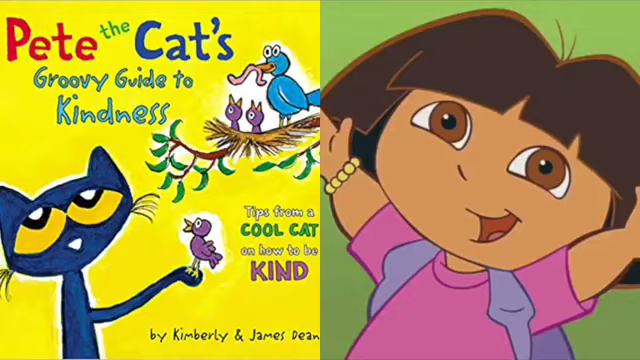 Pete the Cat's
Groovy Guide to
Kindness
Tips from a
COOL CAT
on how to be
KIND
by Kimberly & James Dean